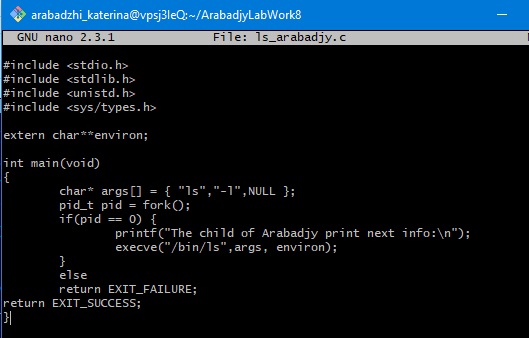 arabadzhi_katerina@vpsj3IeQ:~/ArabadjyLabWork8
GNU nano 2.3.1 File: ls_arabadjy.c
#include <stdio.h>
#include <stdlib.h>
#include <unistd.h>
#include <sys/types.h>
extern char**environ;
int main(void)
{
char* args[] = { "ls","-l",NULL };
pid_t pid = fork();
if(pid == 0) {
printf("The child of Arabadjy print next info:\n");
execve("/bin/ls",args, environ);
}
else
return EXIT_FAILURE;
return EXIT_SUCCESS;
}